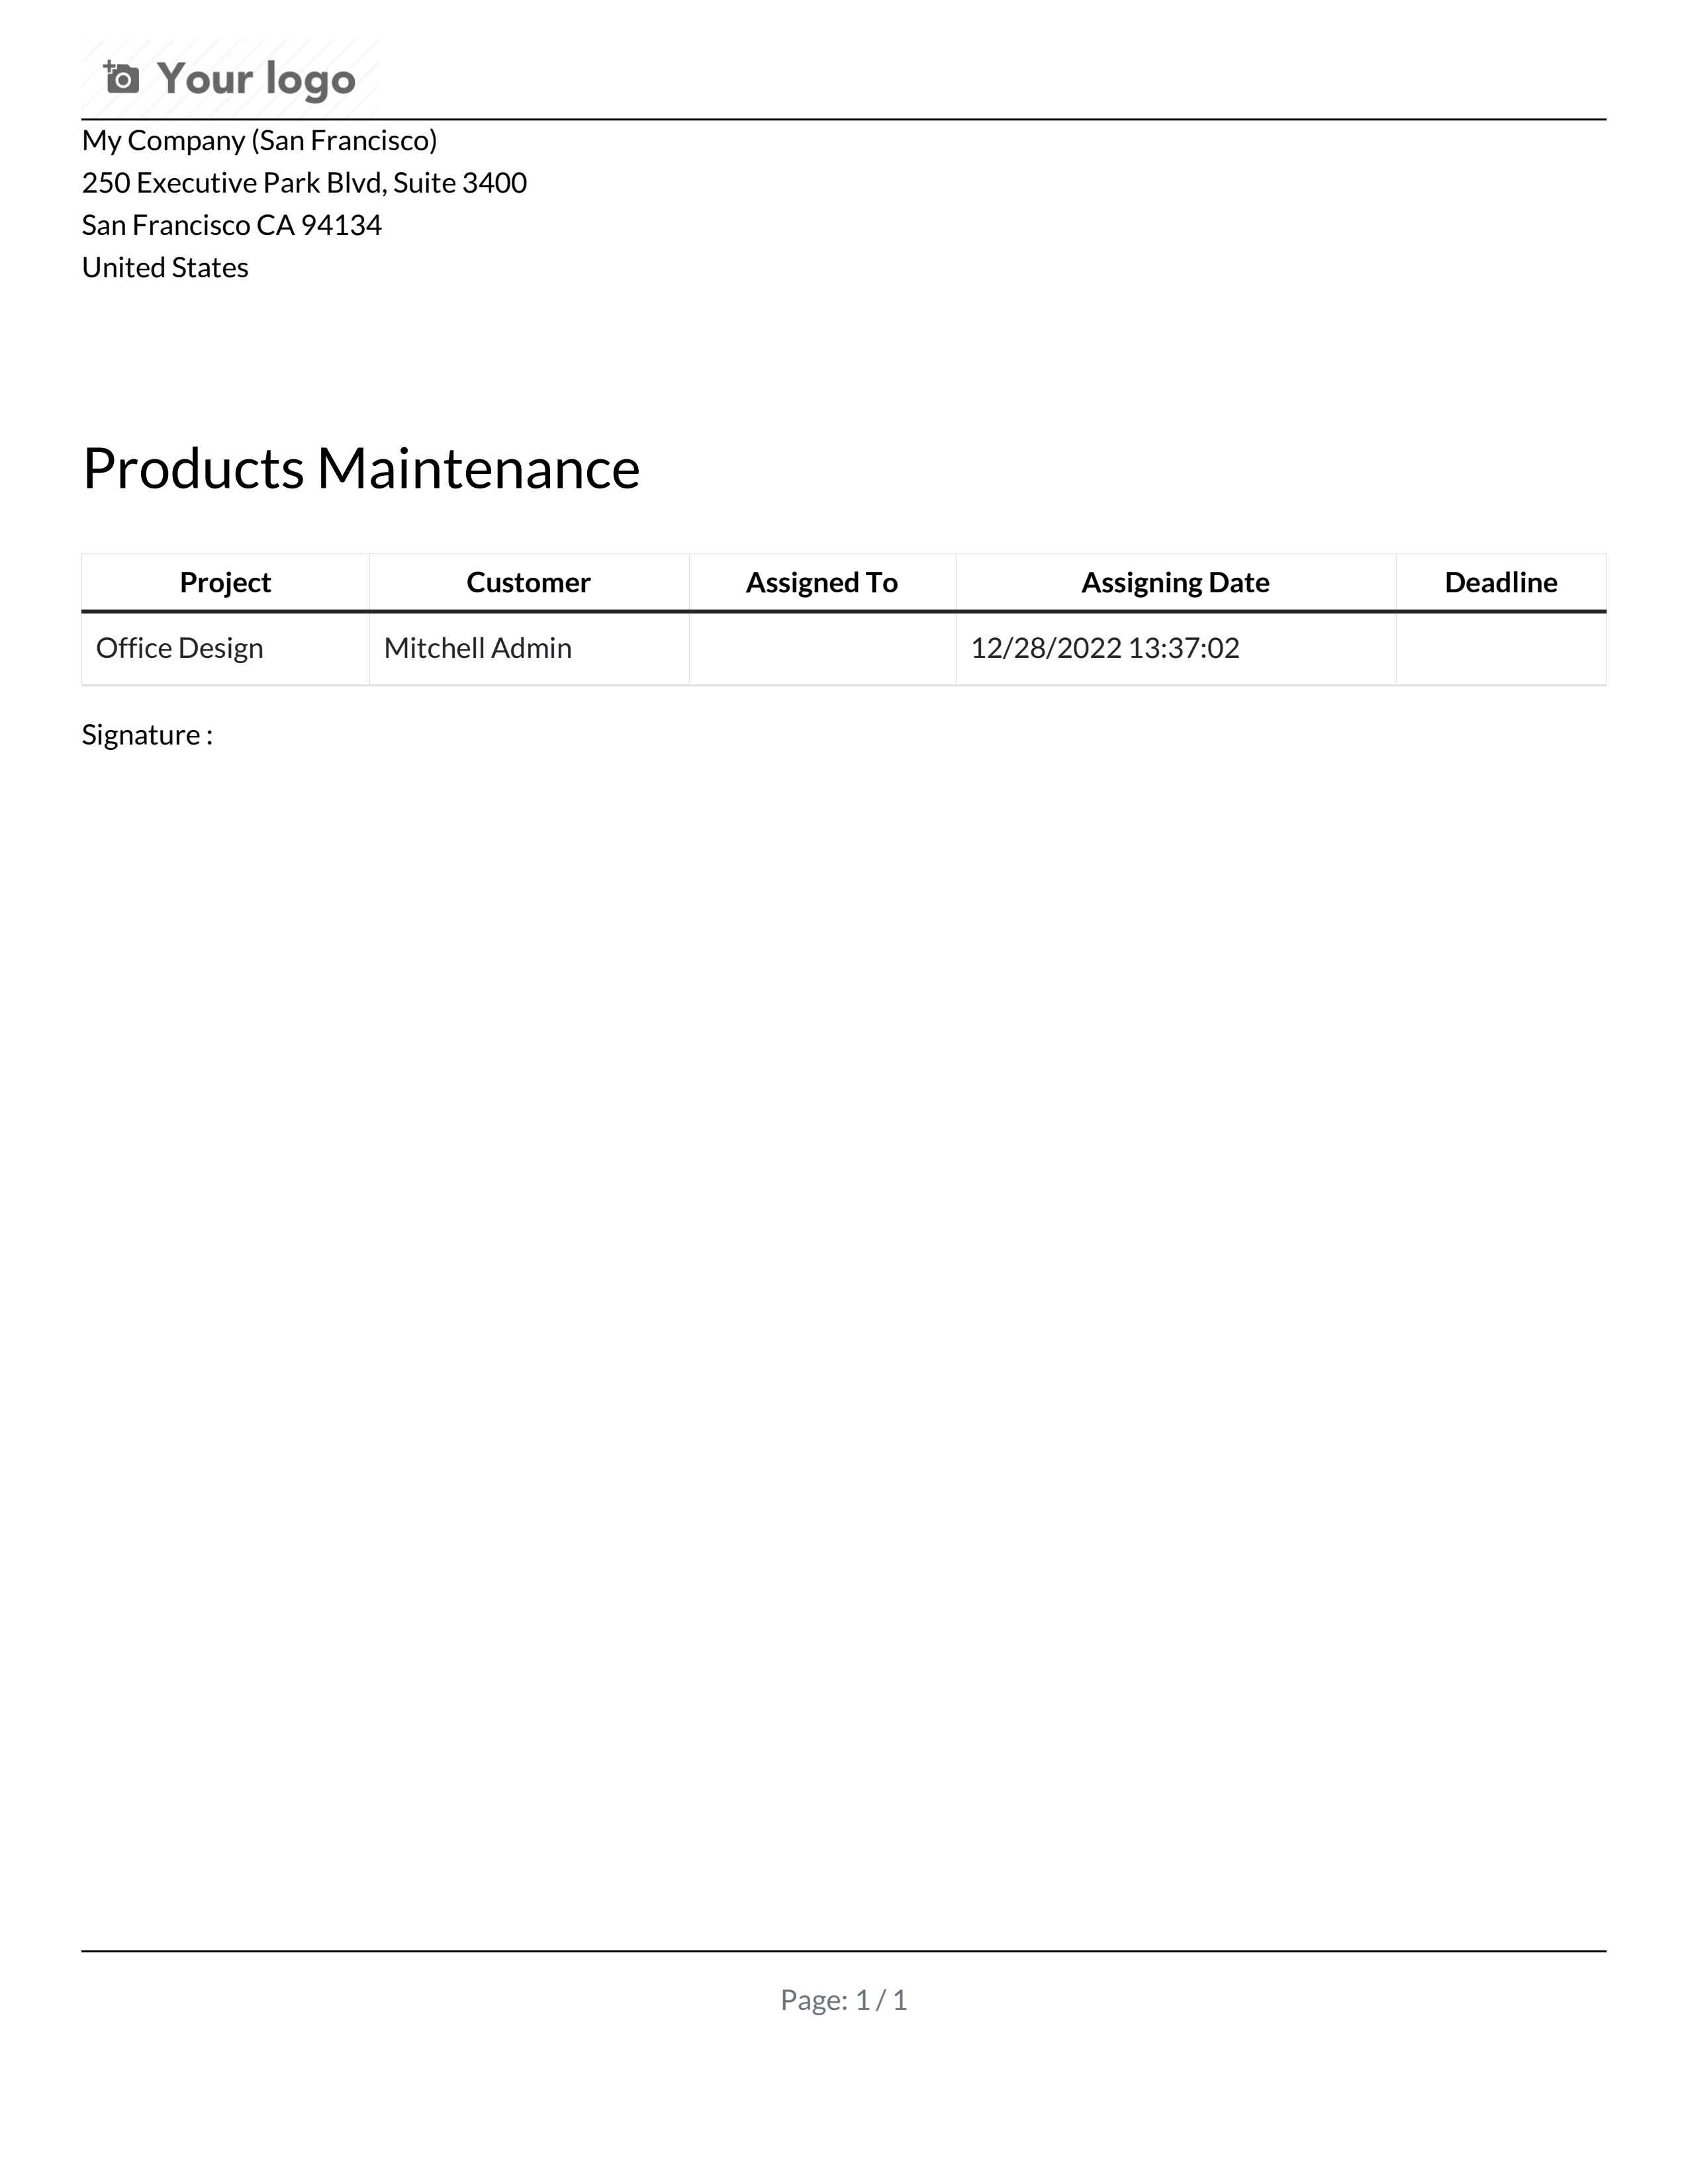 Your logo
My Company (San Francisco)
250 Executive Park Blvd, Suite 3400
San Francisco CA 94134
United States
Products Maintenance
Project Customer Assigned To Assigning Date Deadline
Office Design Mitchell Admin 12/28/2022 13:37:02
Signature :
Page: 1 / 1